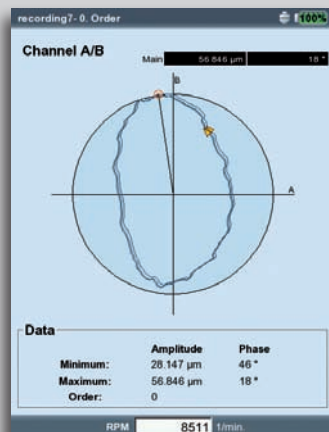 recording7- 0. Order 100%
Channel A/B
Main 56.846 µm 18 °
B
A
Data
Amplitude Phase
Minimum: 28.147 µm 46 °
Maximum: 56.846 µm 18 °
Order: 0
RPM 8511 1/min.